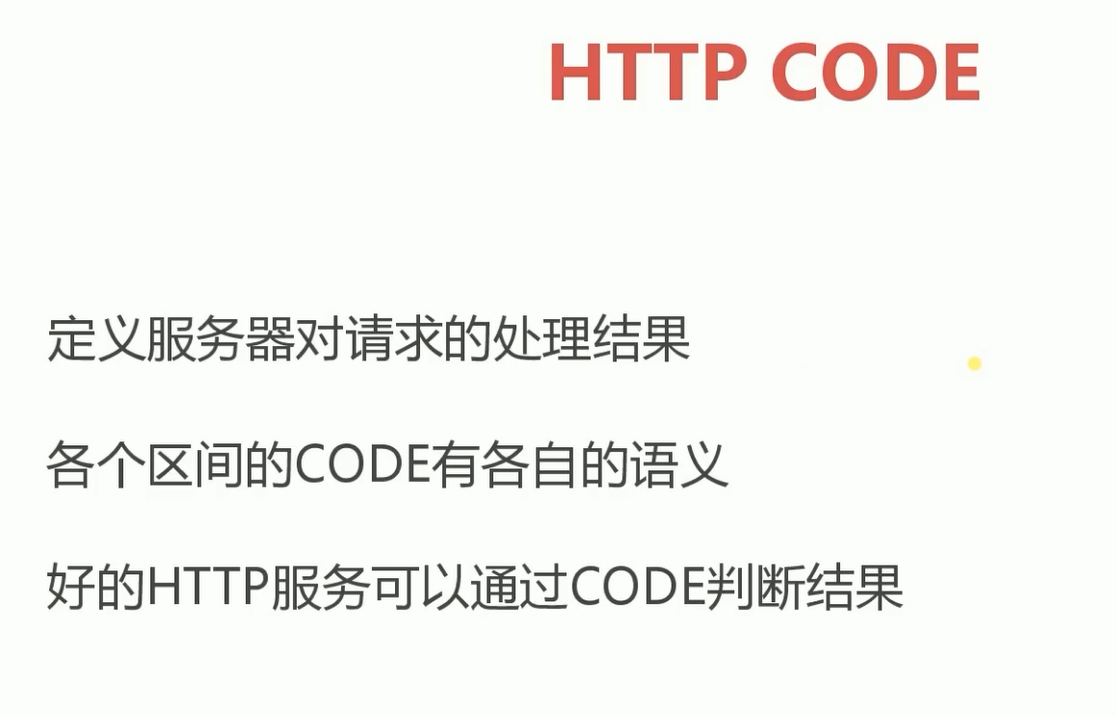 HTTP CODE
定义服务器对请求的处理结果
各个区间的CODE有各自的语义
好的HTTP服务可以通过CODE判断结果